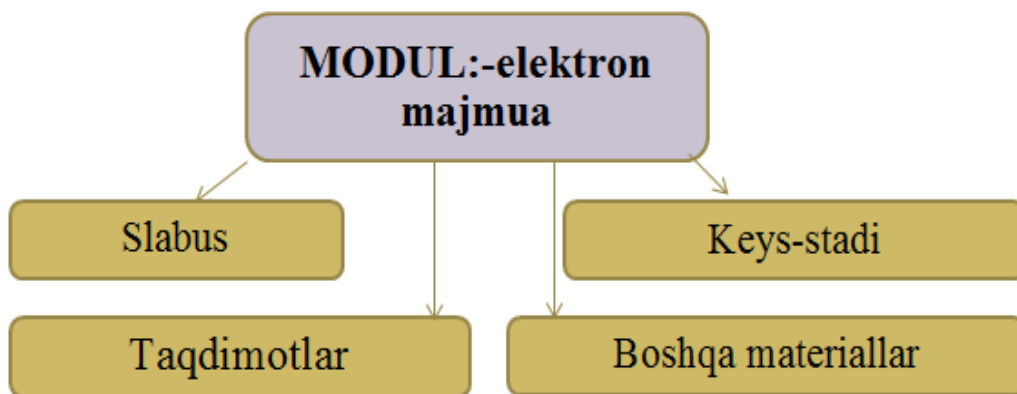 MODUL:-elektron
majmua
Slabus
Keys-stadi
Taqdimotlar
Boshqa materiallar